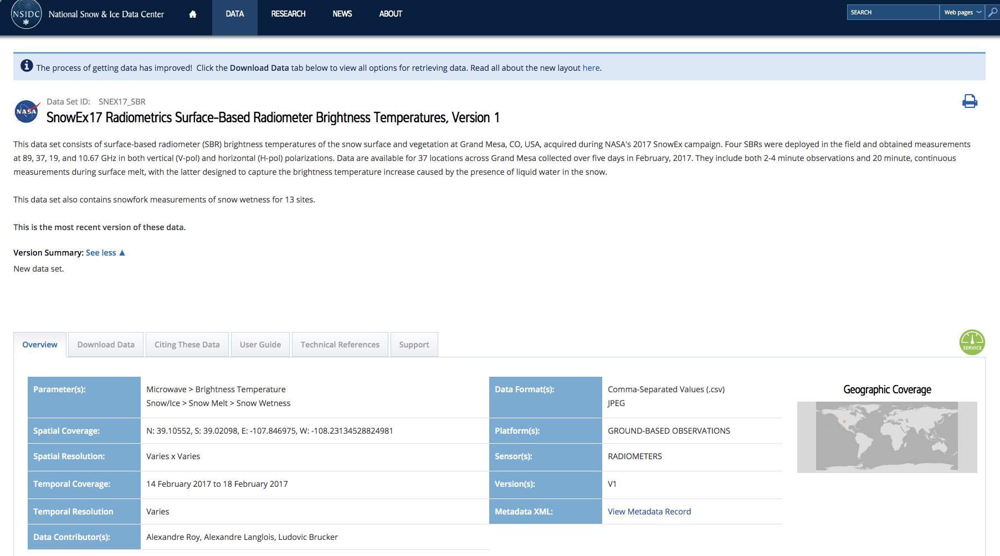 NSIDC National Snow & Ice Data Center DATA RESEARCH NEWS ABOUT SEARCH Web pages
The process of getting data has improved!  Click the Download Data tab below to view all options for retrieving data. Read all about the new layout here.
Data Set ID: SNEX17_SBR
NASA
SnowEx17 Radiometrics Surface-Based Radiometer Brightness Temperatures, Version 1
This data set consists of surface-based radiometer (SBR) brightness temperatures of the snow surface and vegetation at Grand Mesa, CO, USA, acquired during NASA's 2017 SnowEx campaign. Four SBRs were deployed in the field and obtained measurements
at 89, 37, 19, and 10.67 GHz in both vertical (V-pol) and horizontal (H-pol) polarizations. Data are available for 37 locations across Grand Mesa collected over five days in February, 2017. They include both 2-4 minute observations and 20 minute, continuous
measurements during surface melt, with the latter designed to capture the brightness temperature increase caused by the presence of liquid water in the snow.
This data set also contains snowfork measurements of snow wetness for 13 sites.
This is the most recent version of these data.
Version Summary: See less ▲
New data set.
Overview Download Data Citing These Data User Guide Technical References Support
SERVICE
Parameter(s): Microwave > Brightness Temperature
Snow/Ice > Snow Melt > Snow Wetness
Spatial Coverage: N: 39.10552, S: 39.02098, E: -107.846975, W: -108.23134528824981
Spatial Resolution: Varies x Varies
Temporal Coverage: 14 February 2017 to 18 February 2017
Temporal Resolution Varies
Data Contributor(s): Alexandre Roy, Alexandre Langlois, Ludovic Brucker
Data Format(s): Comma-Separated Values (.csv)
JPEG
Platform(s): GROUND-BASED OBSERVATIONS
Sensor(s): RADIOMETERS
Version(s): V1
Metadata XML: View Metadata Record
Geographic Coverage